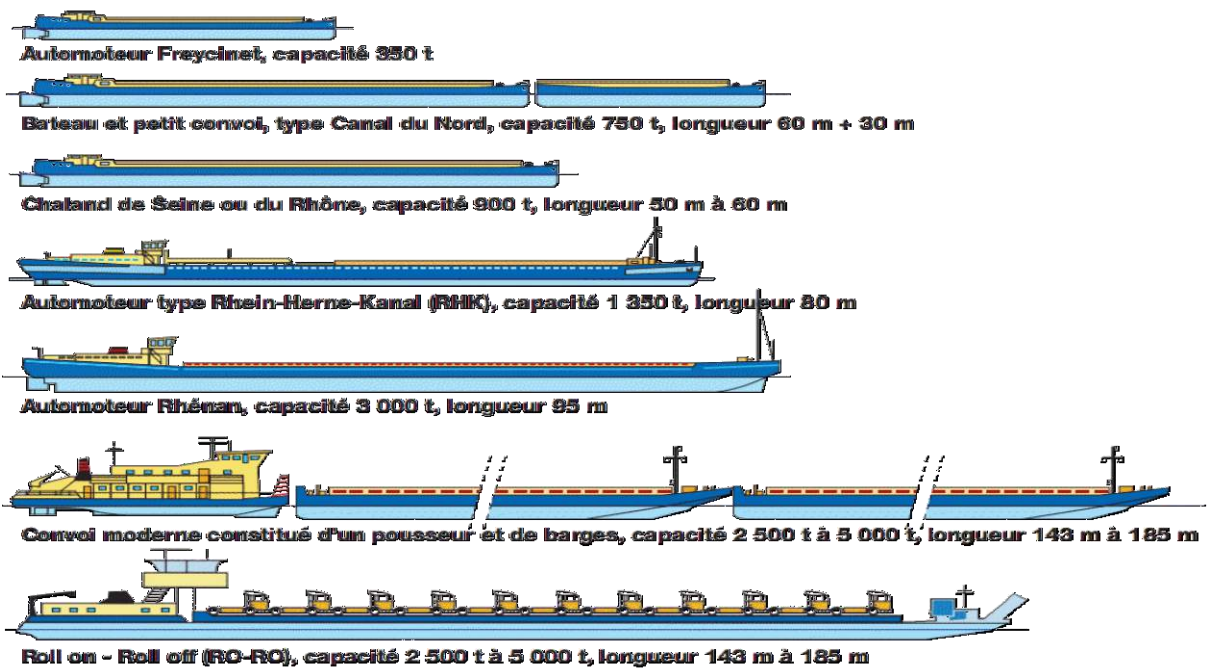 Automoteur Freycinet, capacité 350 t
Bateau et petit convoi, type Canal du Nord, capacité 750 t, longueur 60 m + 30 m
Chaland de Seine ou du Rhône, capacité 900 t, longueur 50 m à 60 m
Automoteur type Rhein-Herne-Kanal (RHK), capacité 1 350 t, longueur 80 m
Automoteur Rhénan, capacité 3 000 t, longueur 95 m
Convoi moderne constitué d'un pousseur et de barges, capacité 2 500 t à 5 000 t, longueur 143 m à 185 m
Roll on - Roll off (RO-RO), capacité 2 500 t à 5 000 t, longueur 143 m à 185 m